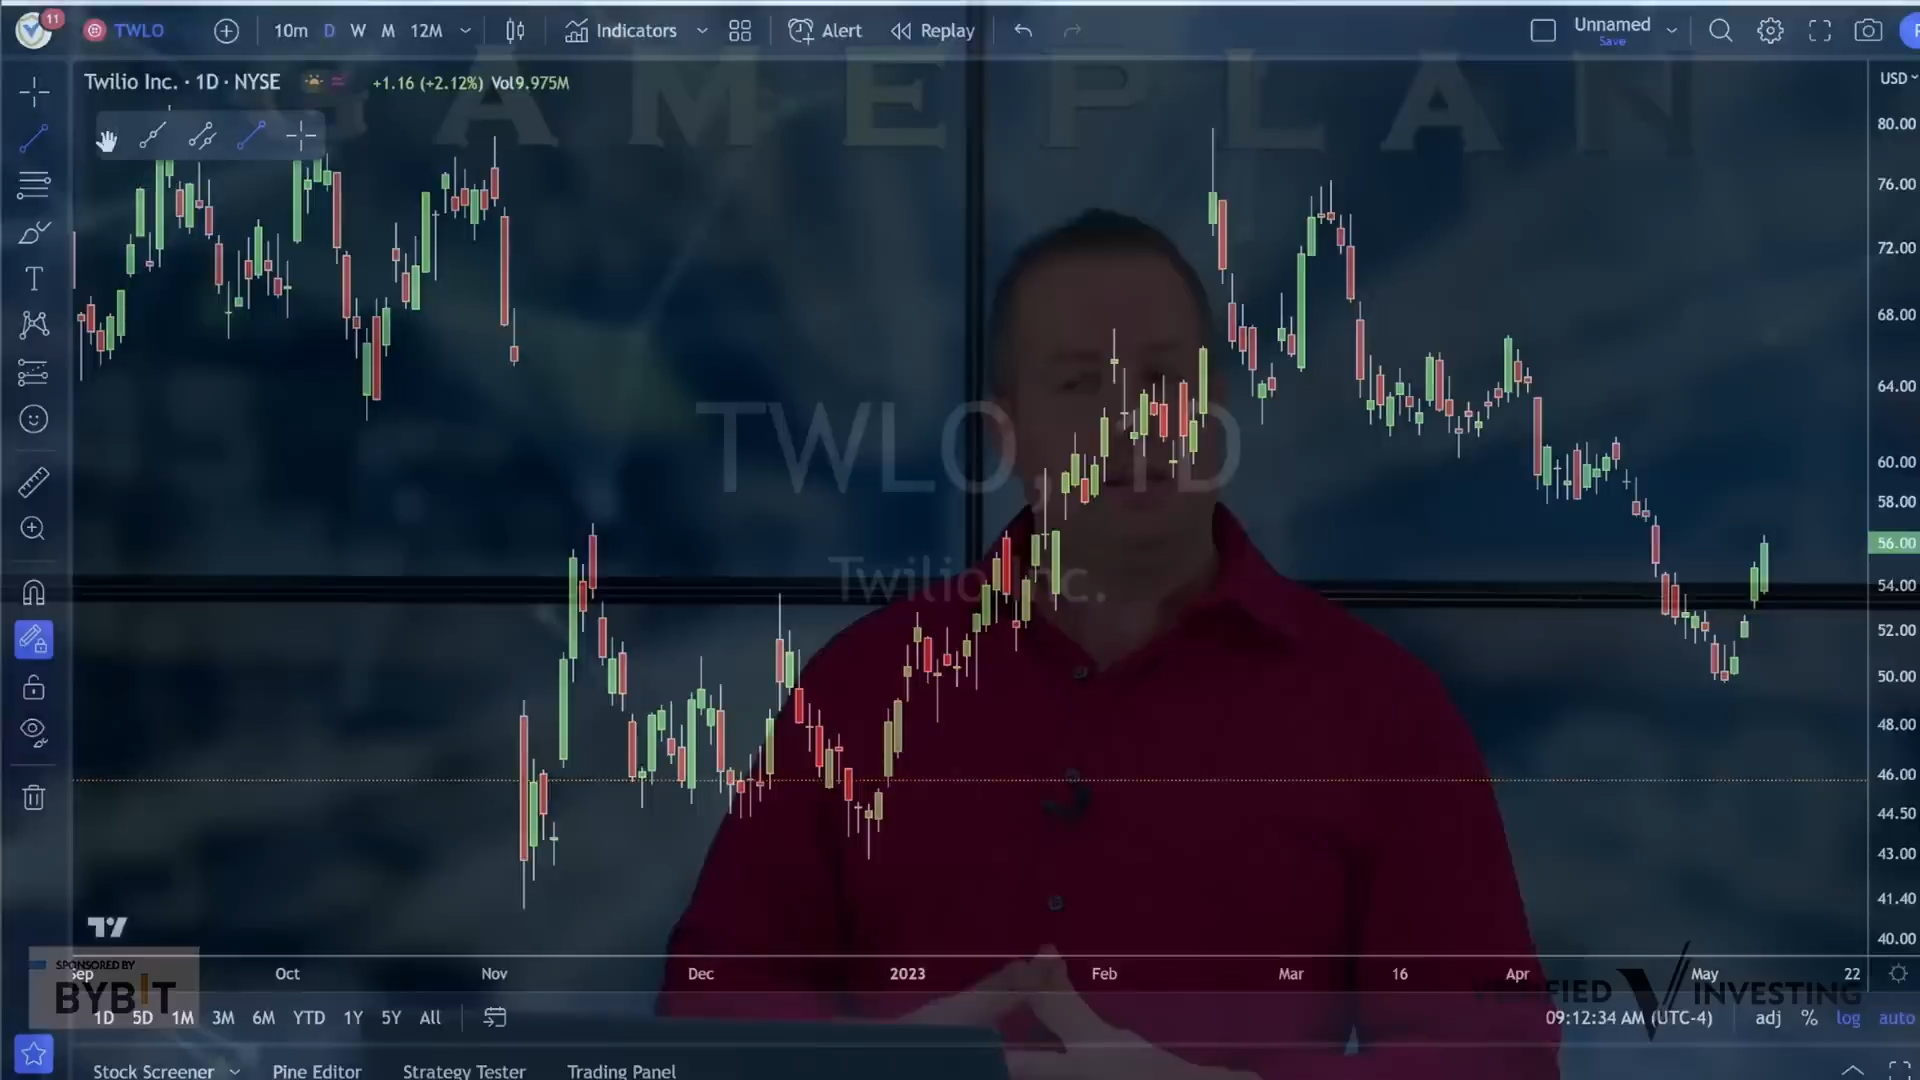 11
TWLO
10m D W M 12M
Indicators
Alert
Replay
Unnamed
Save
Twilio Inc. · 1D · NYSE
+1.16 (+2.12%) Vol9.975M
USD
GAMEPLAN
80.00
76.00
72.00
68.00
64.00
60.00
58.00
56.00
54.00
52.00
50.00
48.00
46.00
44.50
43.00
41.40
40.00
TWLO, 1D
Twilio Inc.
Sep Oct Nov Dec 2023 Feb Mar 16 Apr May 22
SPONSORED BY
BYBIT
VERIFIED INVESTING
1D 5D 1M 3M 6M YTD 1Y 5Y All
09:12:34 AM (UTC-4) adj % log auto
Stock Screener Pine Editor Strategy Tester Trading Panel